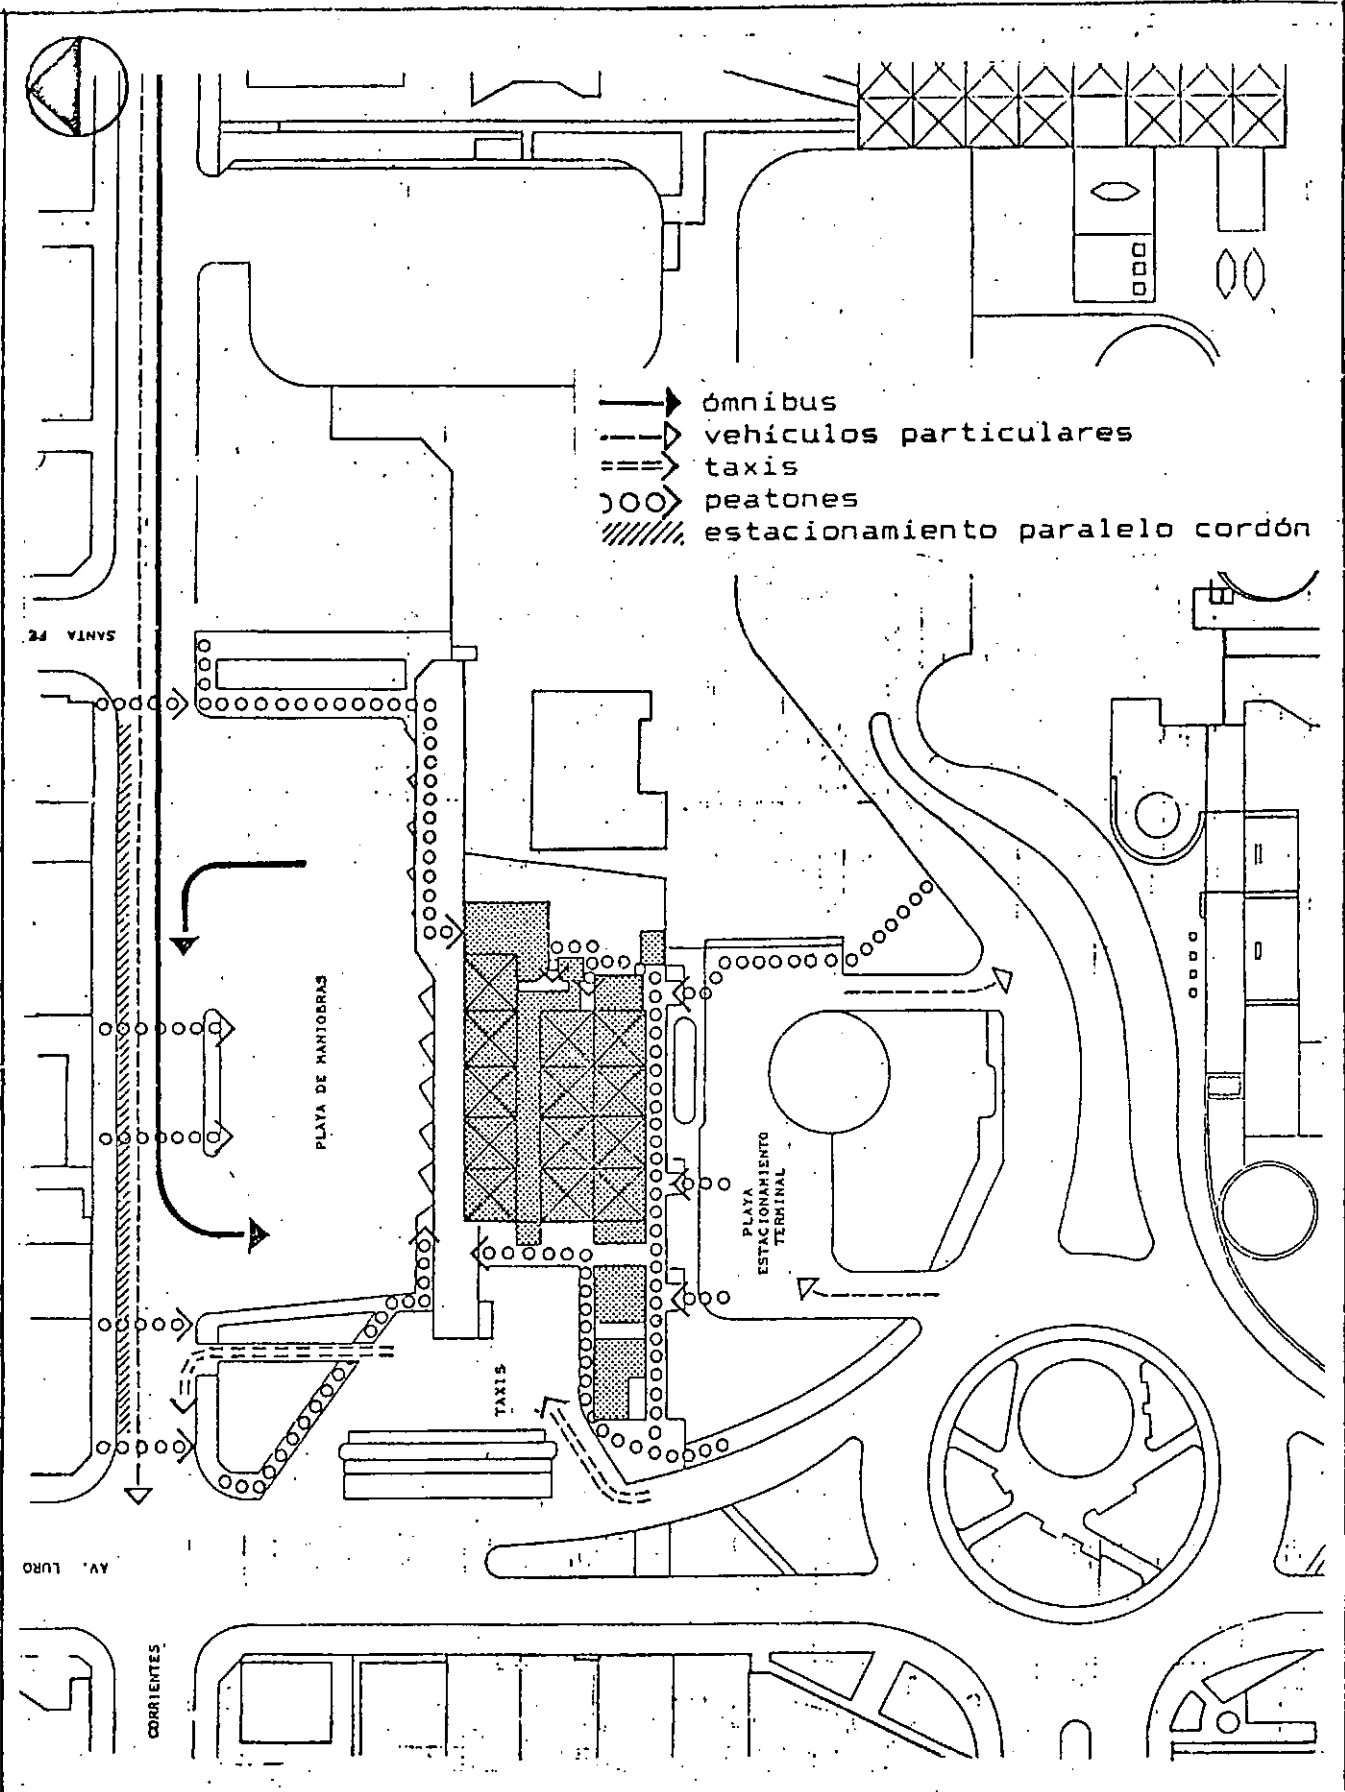 ómnibus
vehículos particulares
taxis
peatones
estacionamiento paralelo cordón
SANTA FE
PLAYA DE MANIOBRAS
PLAYA
ESTACIONAMIENTO
TERMINAL
TAXIS
AV. LURO
CORRIENTES